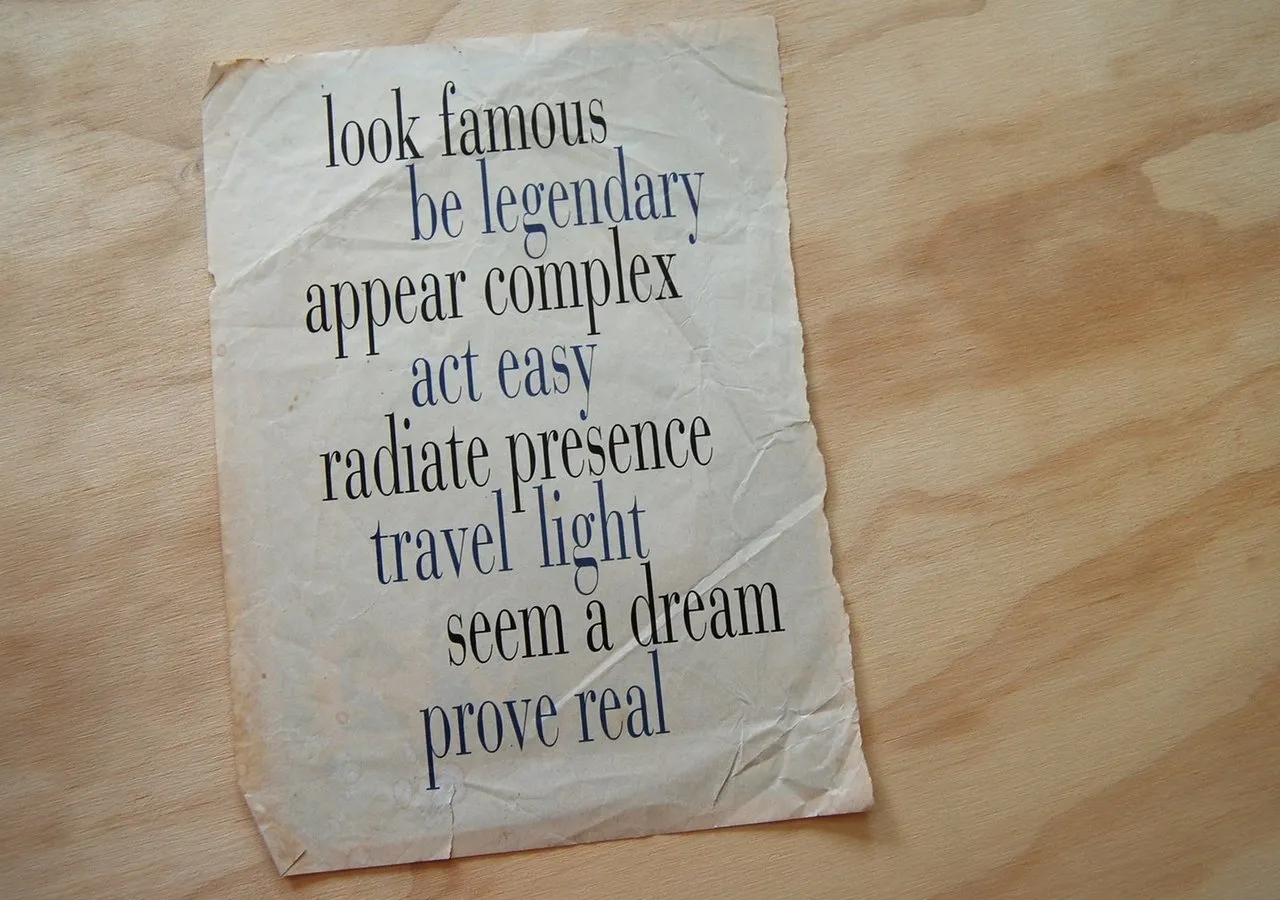 look famous
be legendary
appear complex
act easy
radiate presence
travel light
seem a dream
prove real